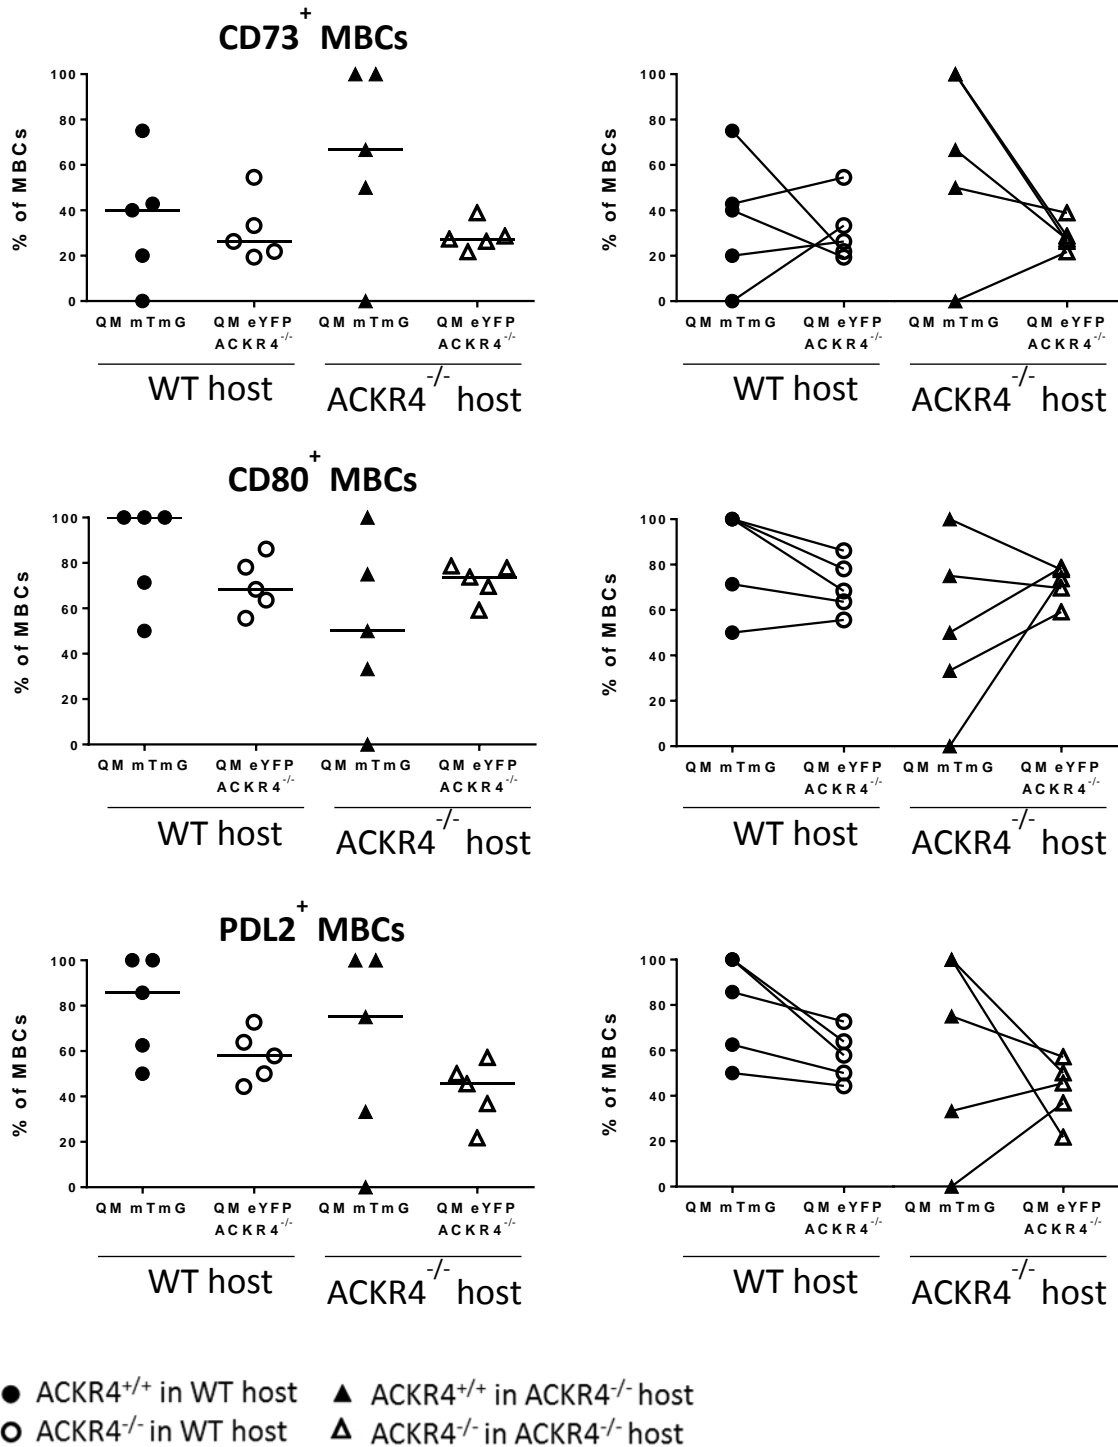 CD73+ MBCs
% of MBCs
100
80
60
40
20
0
QM mTmG QM eYFP QM mTmG QM eYFP
ACKR4-/- ACKR4-/-
WT host ACKR4-/- host
% of MBCs
100
80
60
40
20
0
QM mTmG QM eYFP QM mTmG QM eYFP
ACKR4-/- ACKR4-/-
WT host ACKR4-/- host
CD80+ MBCs
% of MBCs
100
80
60
40
20
0
QM mTmG QM eYFP QM mTmG QM eYFP
ACKR4-/- ACKR4-/-
WT host ACKR4-/- host
% of MBCs
100
80
60
40
20
0
QM mTmG QM eYFP QM mTmG QM eYFP
ACKR4-/- ACKR4-/-
WT host ACKR4-/- host
PDL2+ MBCs
% of MBCs
100
80
60
40
20
0
QM mTmG QM eYFP QM mTmG QM eYFP
ACKR4-/- ACKR4-/-
WT host ACKR4-/- host
% of MBCs
100
80
60
40
20
0
QM mTmG QM eYFP QM mTmG QM eYFP
ACKR4-/- ACKR4-/-
WT host ACKR4-/- host
ACKR4+/+ in WT host ACKR4+/+ in ACKR4-/- host
ACKR4-/- in WT host ACKR4-/- in ACKR4-/- host